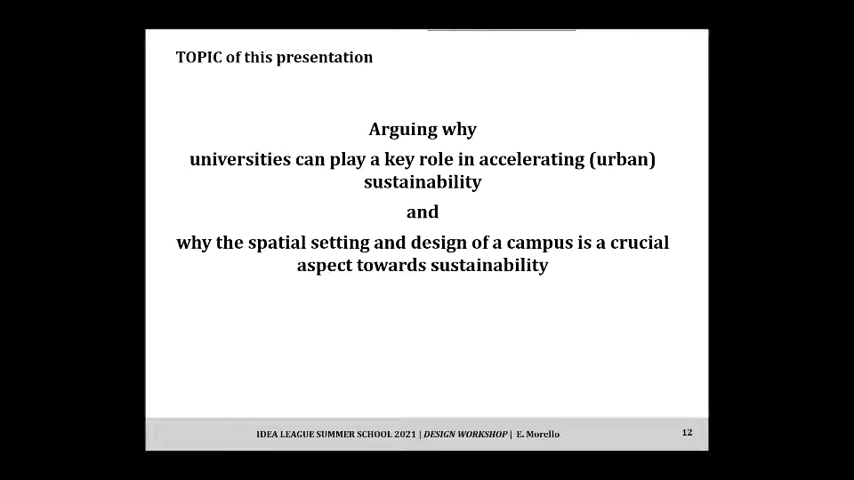 TOPIC of this presentation
Arguing why
universities can play a key role in accelerating (urban)
sustainability
and
why the spatial setting and design of a campus is a crucial
aspect towards sustainability
IDEA LEAGUE SUMMER SCHOOL 2021 | DESIGN WORKSHOP | E. Morello
12